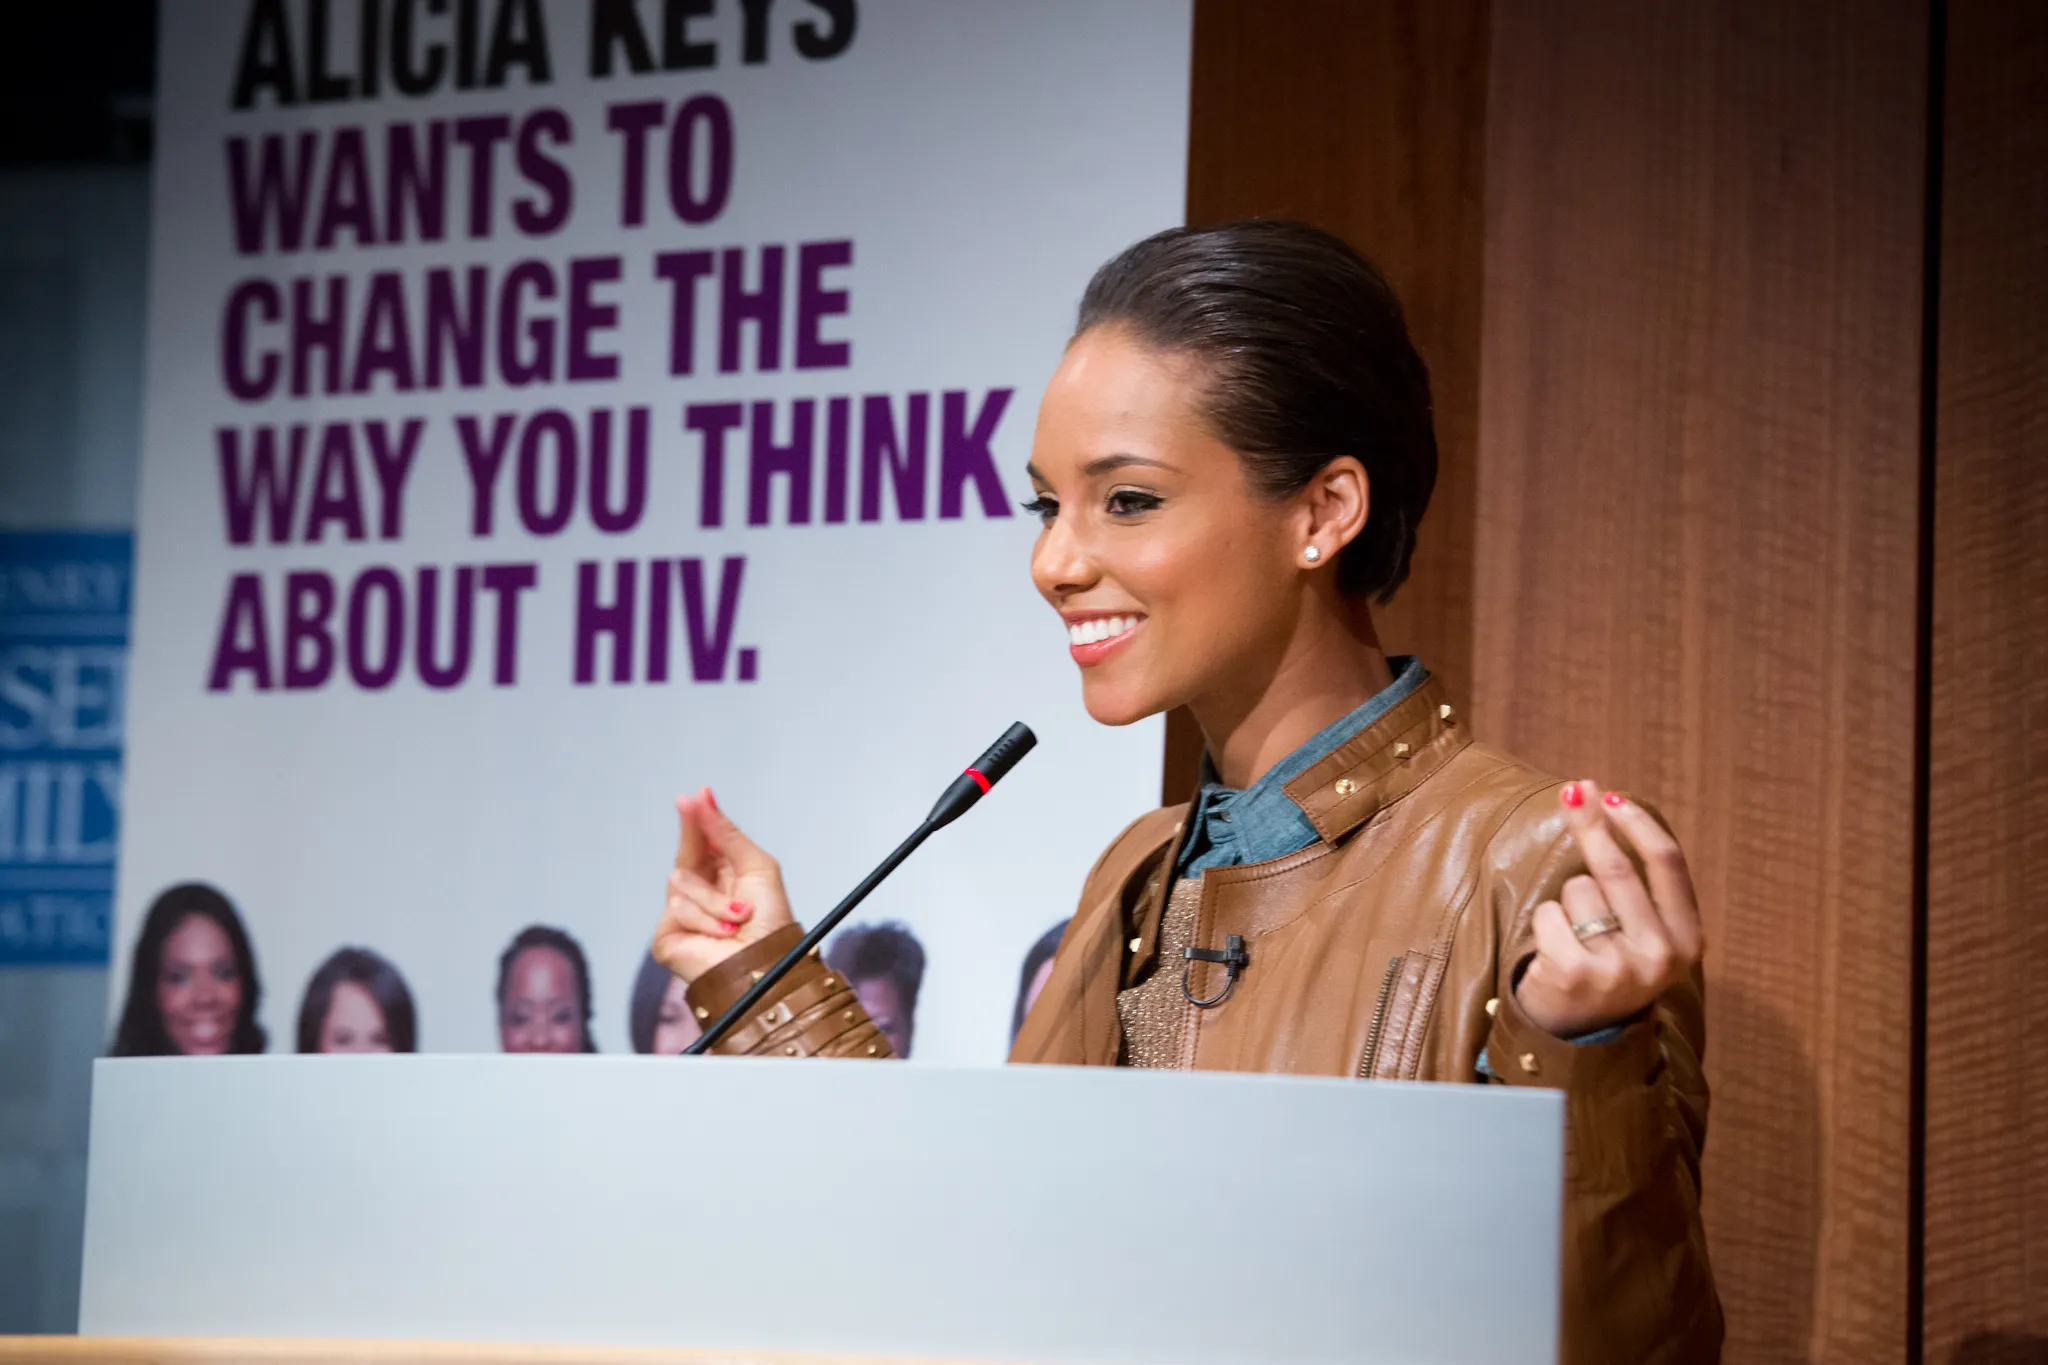 ALICIA KEYS
WANTS TO
CHANGE THE
WAY YOU THINK
ABOUT HIV.